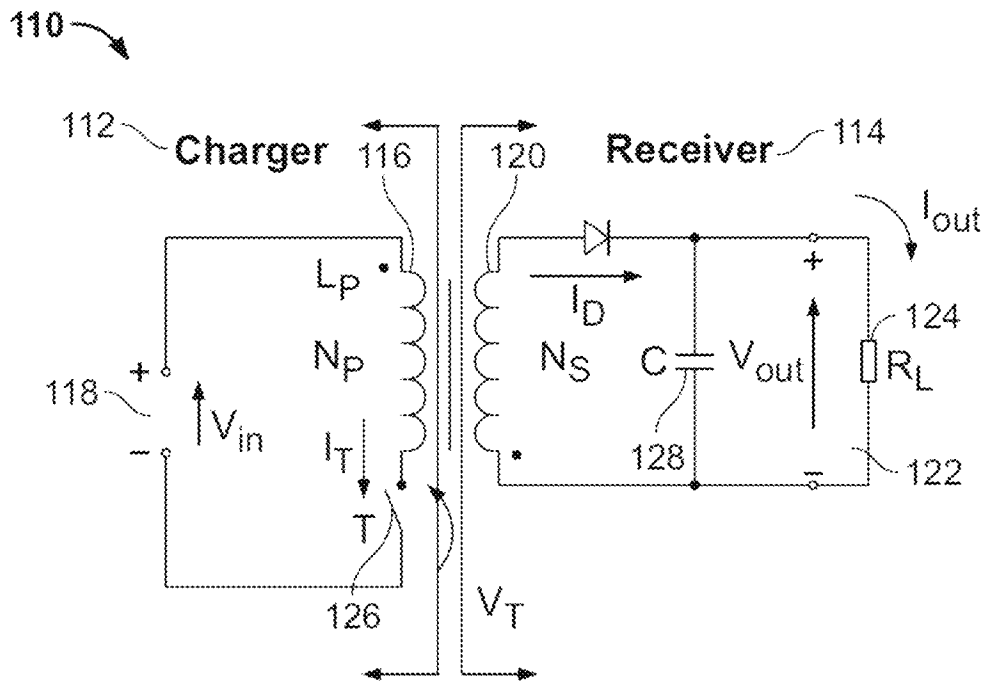 110
112
Charger
116
120
Receiver
114
Iout
LP
ID
124
NP
NS
C
Vout
RL
+
+
118
Vin
−
−
IT
128
122
T
126
VT